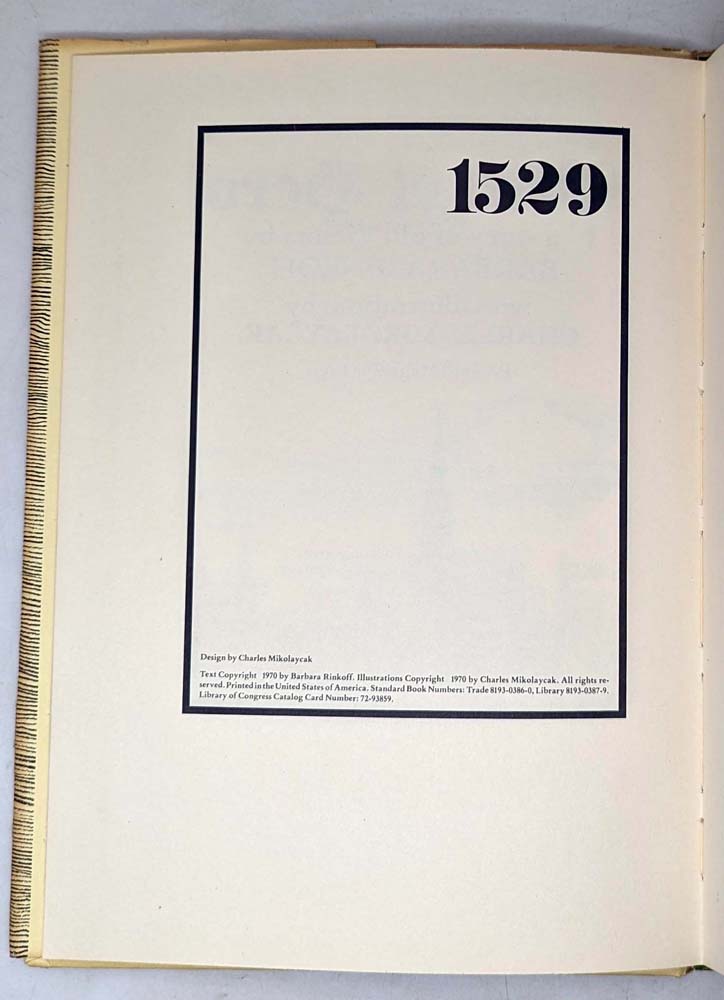 1529
Design by Charles Mikolaycak
Text Copyright 1970 by Barbara Rinkoff. Illustrations Copyright 1970 by Charles Mikolaycak. All rights re-
served. Printed in the United States of America. Standard Book Numbers: Trade 8193-0386-0, Library 8193-0387-9.
Library of Congress Catalog Card Number: 72-93859.